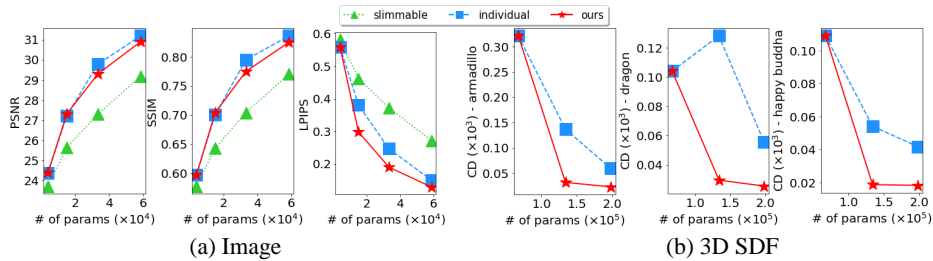 slimmable individual ours
PSNR
31
30
29
28
27
26
25
24
0 2 4 6
# of params (×10⁴)
SSIM
0.80
0.75
0.70
0.65
0.60
0 2 4 6
# of params (×10⁴)
LPIPS
0.6
0.5
0.4
0.3
0.2
0 2 4 6
# of params (×10⁴)
CD (×10³) - armadillo
0.30
0.25
0.20
0.15
0.10
0.05
1.0 1.5 2.0
# of params (×10⁵)
CD (×10³) - dragon
0.12
0.10
0.08
0.06
0.04
1.0 1.5 2.0
# of params (×10⁵)
CD (×10³) - happy buddha
0.10
0.08
0.06
0.04
0.02
1.0 1.5 2.0
# of params (×10⁵)
(a) Image
(b) 3D SDF